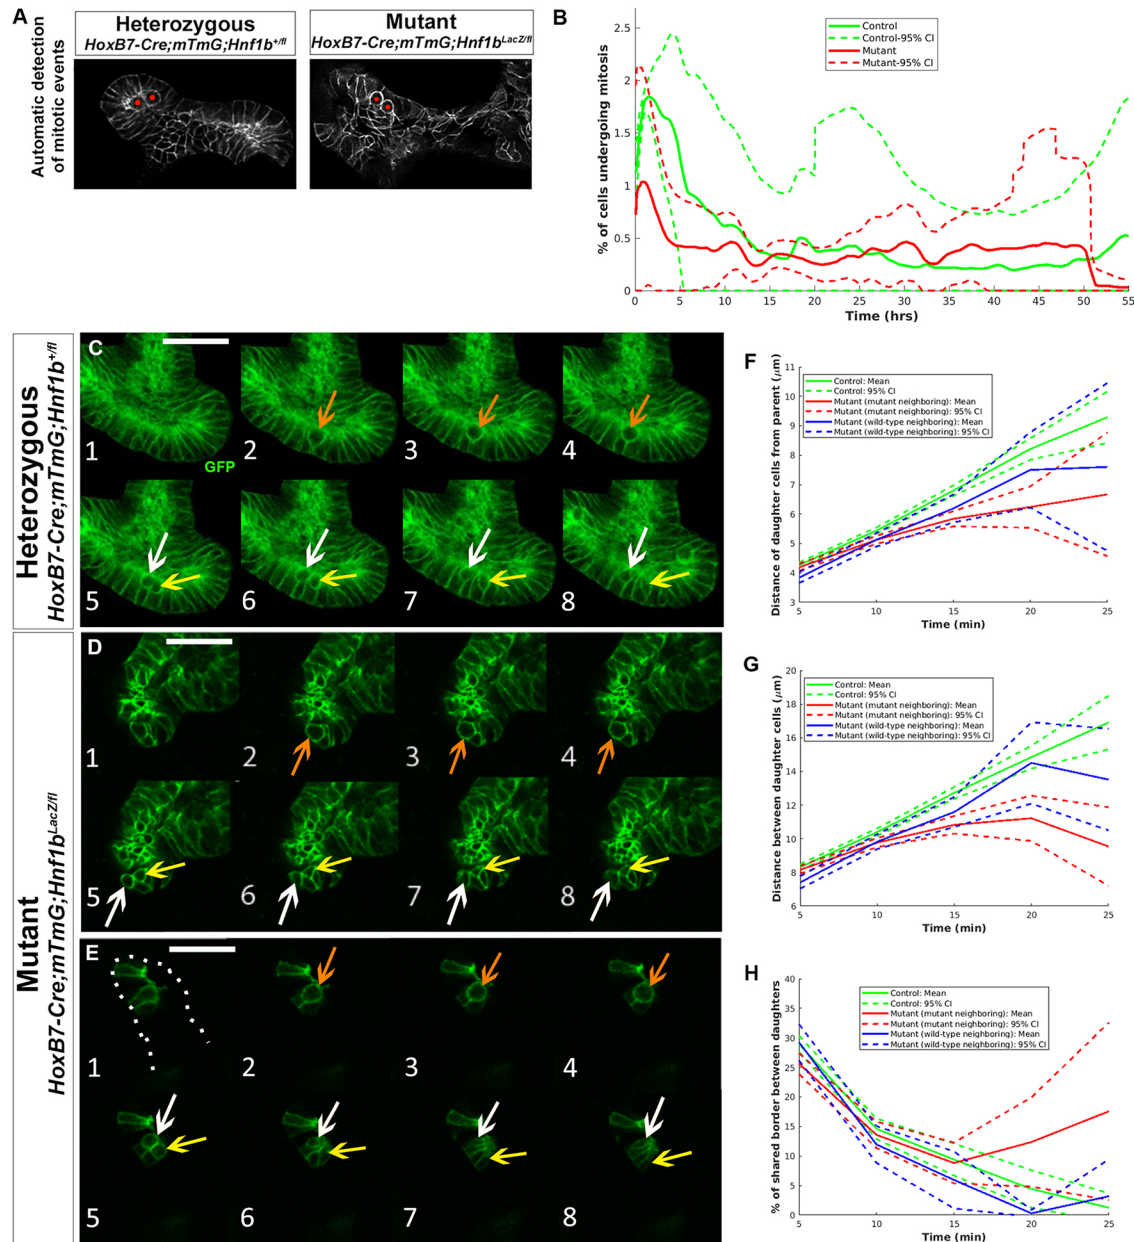 A
Heterozygous
HoxB7-Cre;mTmG;Hnf1b+/fl
Mutant
HoxB7-Cre;mTmG;Hnf1bLacZ/fl
Automatic detection
of mitotic events
B
Control
Control-95% CI
Mutant
Mutant-95% CI
% of cells undergoing mitosis
2.5
2
1.5
1
0.5
0
0 5 10 15 20 25 30 35 40 45 50 55
Time (hrs)
Heterozygous
HoxB7-Cre;mTmG;Hnf1b+/fl
C
1 2 3 4
GFP
5 6 7 8
Mutant
HoxB7-Cre;mTmG;Hnf1bLacZ/fl
D
1 2 3 4
5 6 7 8
E
1 2 3 4
5 6 7 8
F
Control: Mean
Control: 95% CI
Mutant (mutant neighboring): Mean
Mutant (mutant neighboring): 95% CI
Mutant (wild-type neighboring): Mean
Mutant (wild-type neighboring): 95% CI
Distance of daughter cells from parent (μm)
11
10
9
8
7
6
5
4
3
5 10 15 20 25
Time (min)
G
Control: Mean
Control: 95% CI
Mutant (mutant neighboring): Mean
Mutant (mutant neighboring): 95% CI
Mutant (wild-type neighboring): Mean
Mutant (wild-type neighboring): 95% CI
Distance between daughter cells (μm)
20
18
16
14
12
10
8
6
5 10 15 20 25
Time (min)
H
Control: Mean
Control: 95% CI
Mutant (mutant neighboring): Mean
Mutant (mutant neighboring): 95% CI
Mutant (wild-type neighboring): Mean
Mutant (wild-type neighboring): 95% CI
% of shared border between daughters
40
35
30
25
20
15
10
5
0
5 10 15 20 25
Time (min)